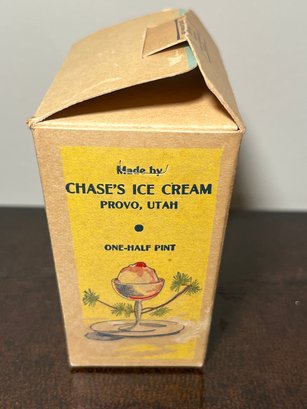 Made by
CHASE'S ICE CREAM
PROVO, UTAH
ONE-HALF PINT